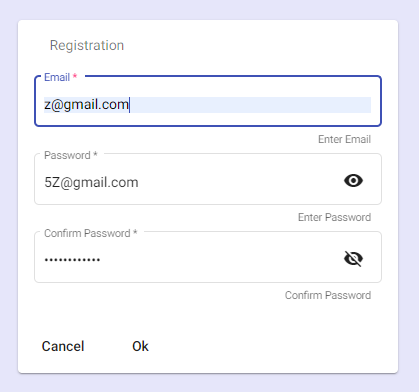 Registration
Email *
z@gmail.com
Enter Email
Password *
5Z@gmail.com
Enter Password
Confirm Password *
••••••••••••
Confirm Password
Cancel Ok